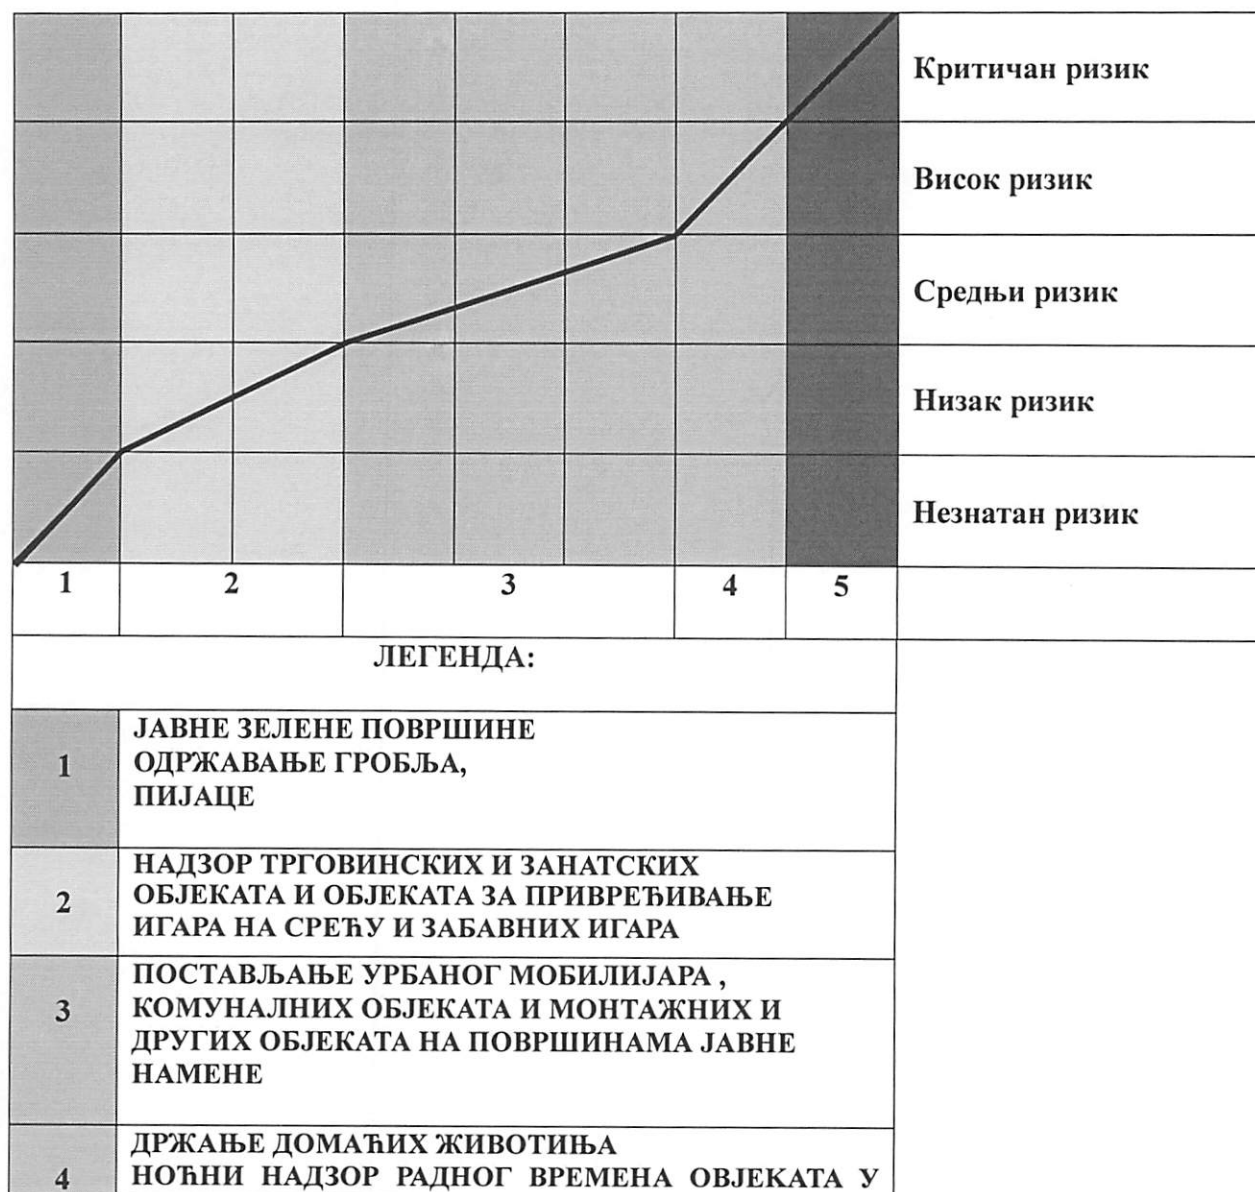 Критичан ризик
Висок ризик
Средњи ризик
Низак ризик
Незнатан ризик
1 2 3 4 5
ЛЕГЕНДА:
1
ЈАВНЕ ЗЕЛЕНЕ ПОВРШИНЕ
ОДРЖАВАЊЕ ГРОБЉА,
ПИЈАЦЕ
2
НАДЗОР ТРГОВИНСКИХ И ЗАНАТСКИХ
ОБЈЕКАТА И ОБЈЕКАТА ЗА ПРИВРЕЂИВАЊЕ
ИГАРА НА СРЕЋУ И ЗАБАВНИХ ИГАРА
3
ПОСТАВЉАЊЕ УРБАНОГ МОБИЛИЈАРА ,
КОМУНАЛНИХ ОБЈЕКАТА И МОНТАЖНИХ И
ДРУГИХ ОБЈЕКАТА НА ПОВРШИНАМА ЈАВНЕ
НАМЕНЕ
4
ДРЖАЊЕ ДОМАЋИХ ЖИВОТИЊА
НОЋНИ НАДЗОР РАДНОГ ВРЕМЕНА ОВЈЕКАТА У